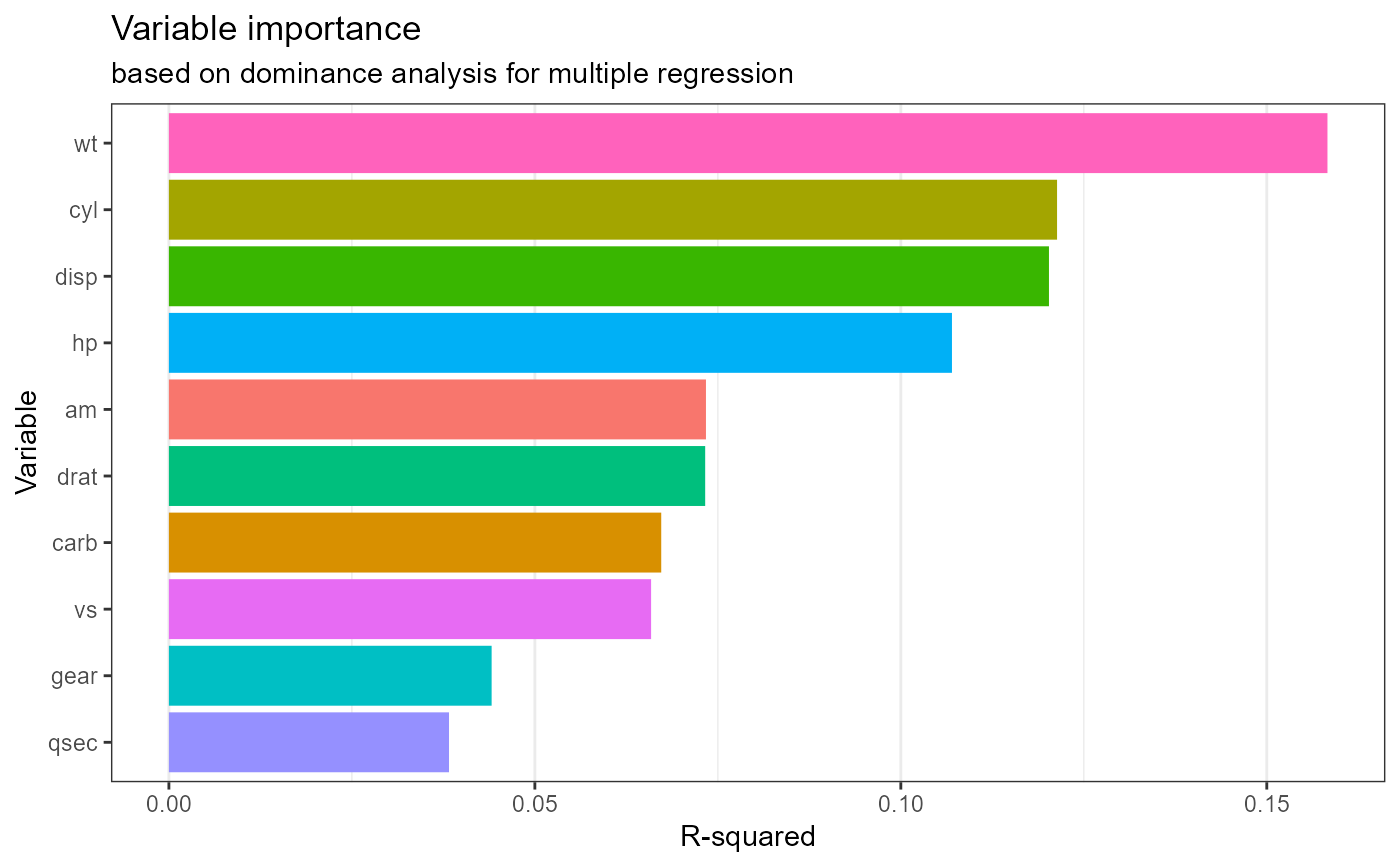 Variable importance
based on dominance analysis for multiple regression
wt
cyl
disp
hp
am
drat
carb
vs
gear
qsec
Variable
0.00 0.05 0.10 0.15
R-squared